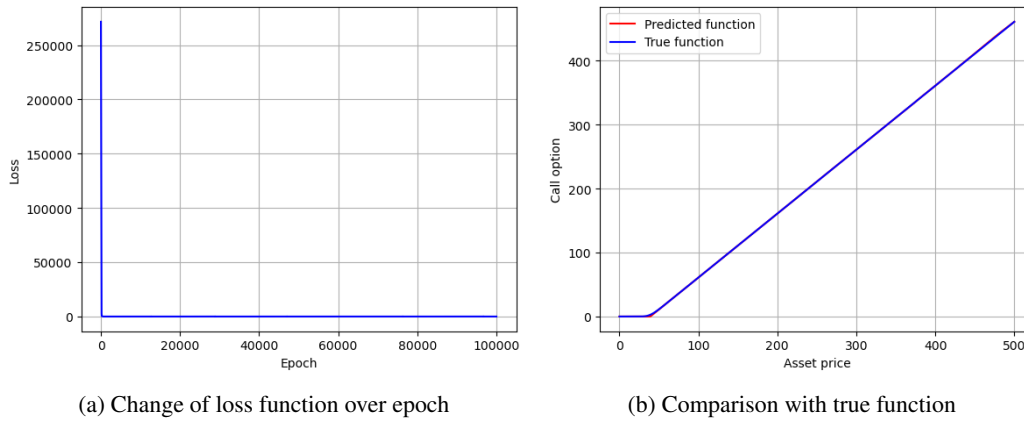 250000
200000
150000
100000
50000
0
Loss
0 20000 40000 60000 80000 100000
Epoch
(a) Change of loss function over epoch
Predicted function
True function
400
300
200
100
0
Call option
0 100 200 300 400 500
Asset price
(b) Comparison with true function